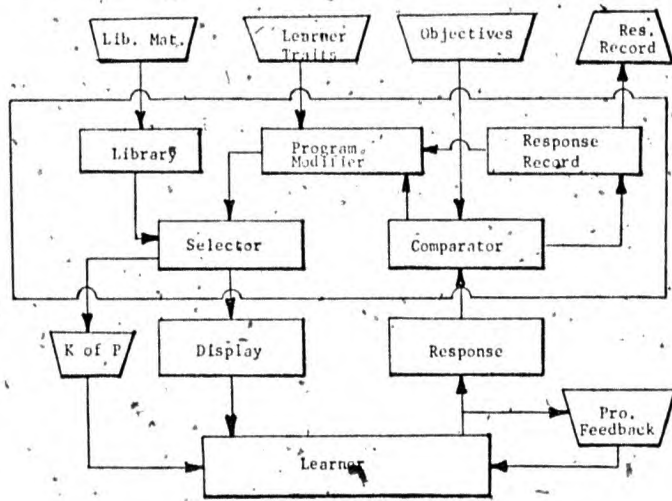 Lib. Mat.
Learner
Traits
Objectives
Res.
Record
Library
Program
Modifier
Response
Record
Selector
Comparator
K of P
Display
Response
Pro.
Feedback
Learner